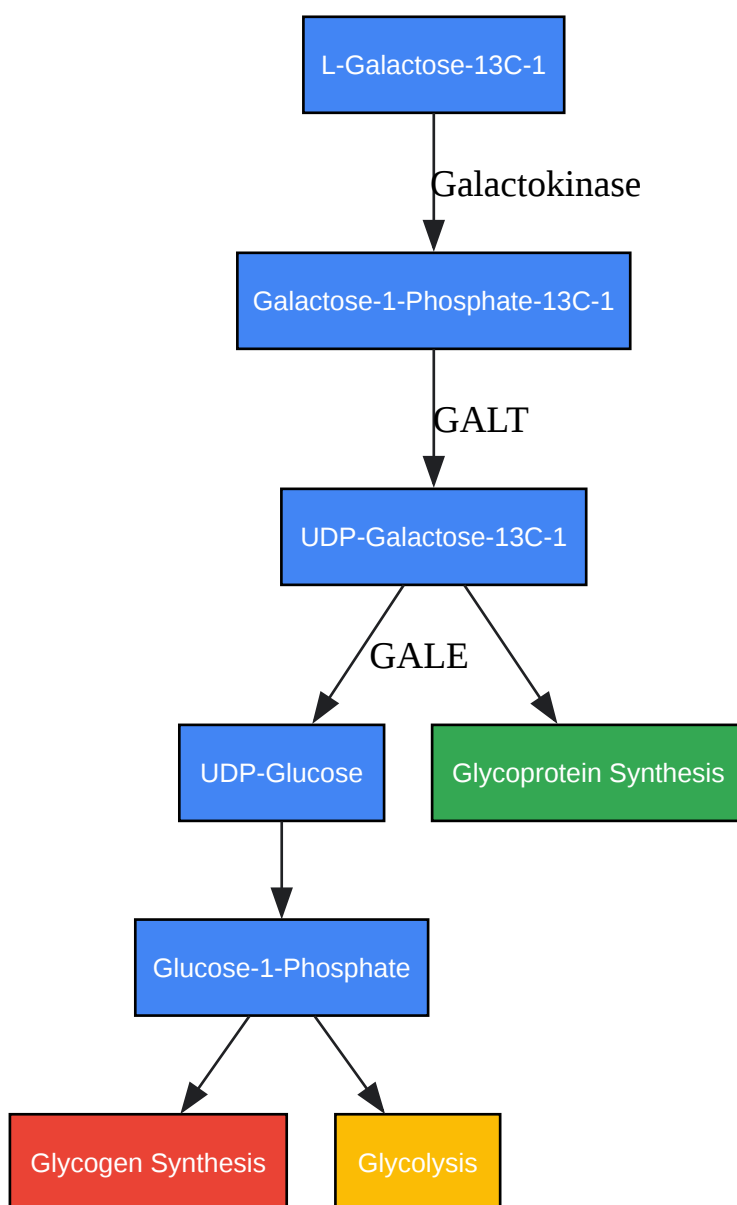 L-Galactose-13C-1
Galactokinase
Galactose-1-Phosphate-13C-1
GALT
UDP-Galactose-13C-1
GALE
UDP-Glucose
Glycoprotein Synthesis
Glucose-1-Phosphate
Glycogen Synthesis
Glycolysis